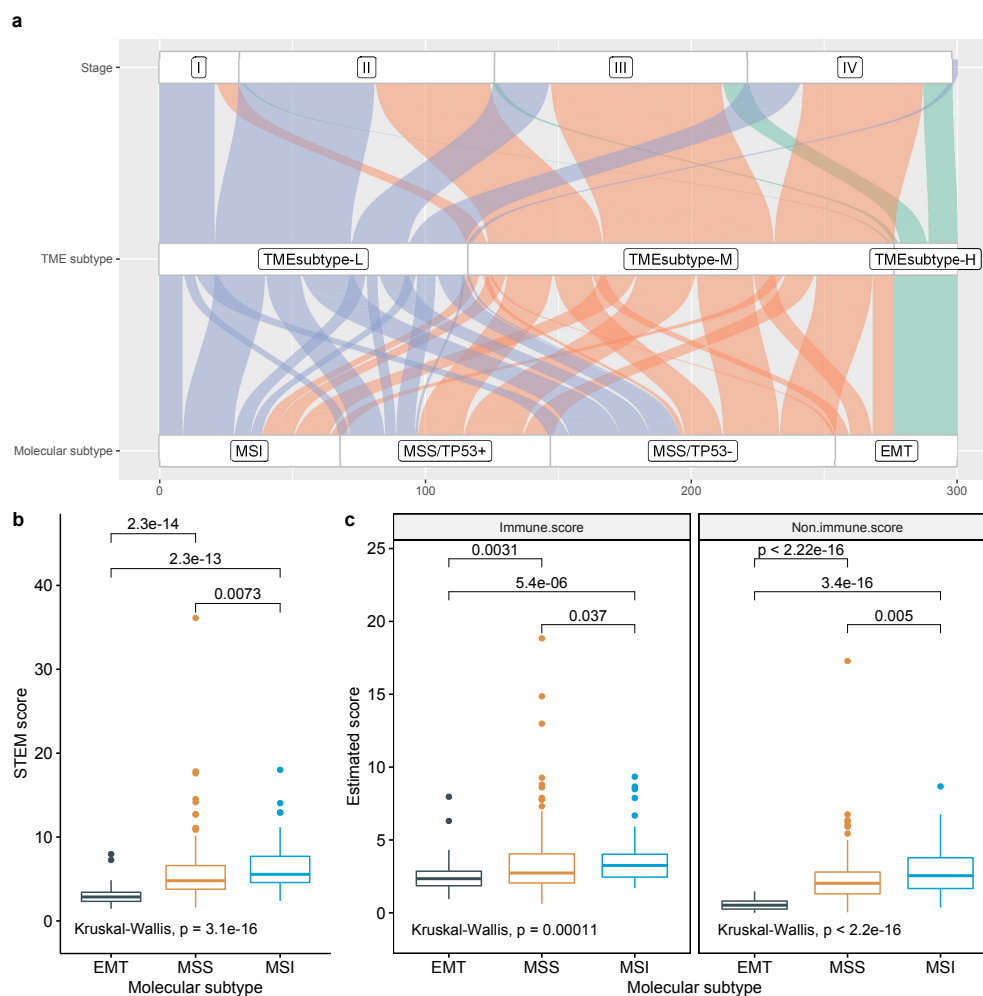 a
Stage
I
II
III
IV
TME subtype
TMEsubtype-L
TMEsubtype-M
TMEsubtype-H
Molecular subtype
MSI
MSS/TP53+
MSS/TP53-
EMT
0
100
200
300
b
STEM score
40
30
20
10
0
2.3e-14
2.3e-13
0.0073
Kruskal-Wallis, p = 3.1e-16
EMT
MSS
MSI
Molecular subtype
c
Estimated score
25
20
15
10
5
0
Immune.score
0.0031
5.4e-06
0.037
Kruskal-Wallis, p = 0.00011
EMT
MSS
MSI
Non.immune.score
p < 2.22e-16
3.4e-16
0.005
Kruskal-Wallis, p < 2.2e-16
EMT
MSS
MSI
Molecular subtype